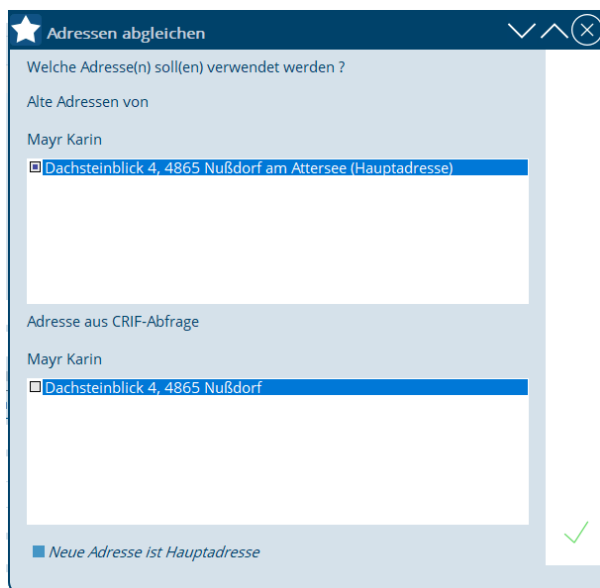 Adressen abgleichen
Welche Adresse(n) soll(en) verwendet werden ?
Alte Adressen von
Mayr Karin
Dachsteinblick 4, 4865 Nußdorf am Attersee (Hauptadresse)
Adresse aus CRIF-Abfrage
Mayr Karin
Dachsteinblick 4, 4865 Nußdorf
Neue Adresse ist Hauptadresse